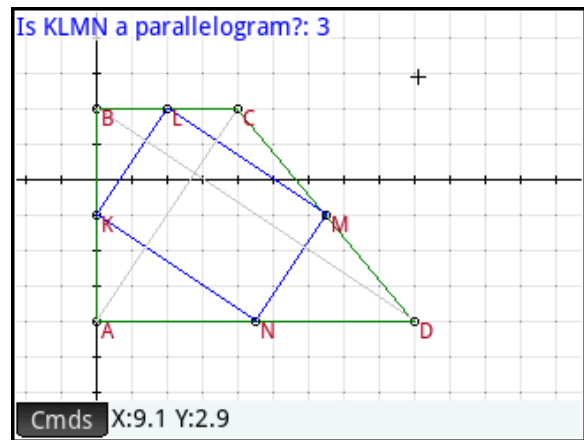 Is KLMN a parallelogram?: 3
B L C
K M
A N D
Cmds X:9.1 Y:2.9